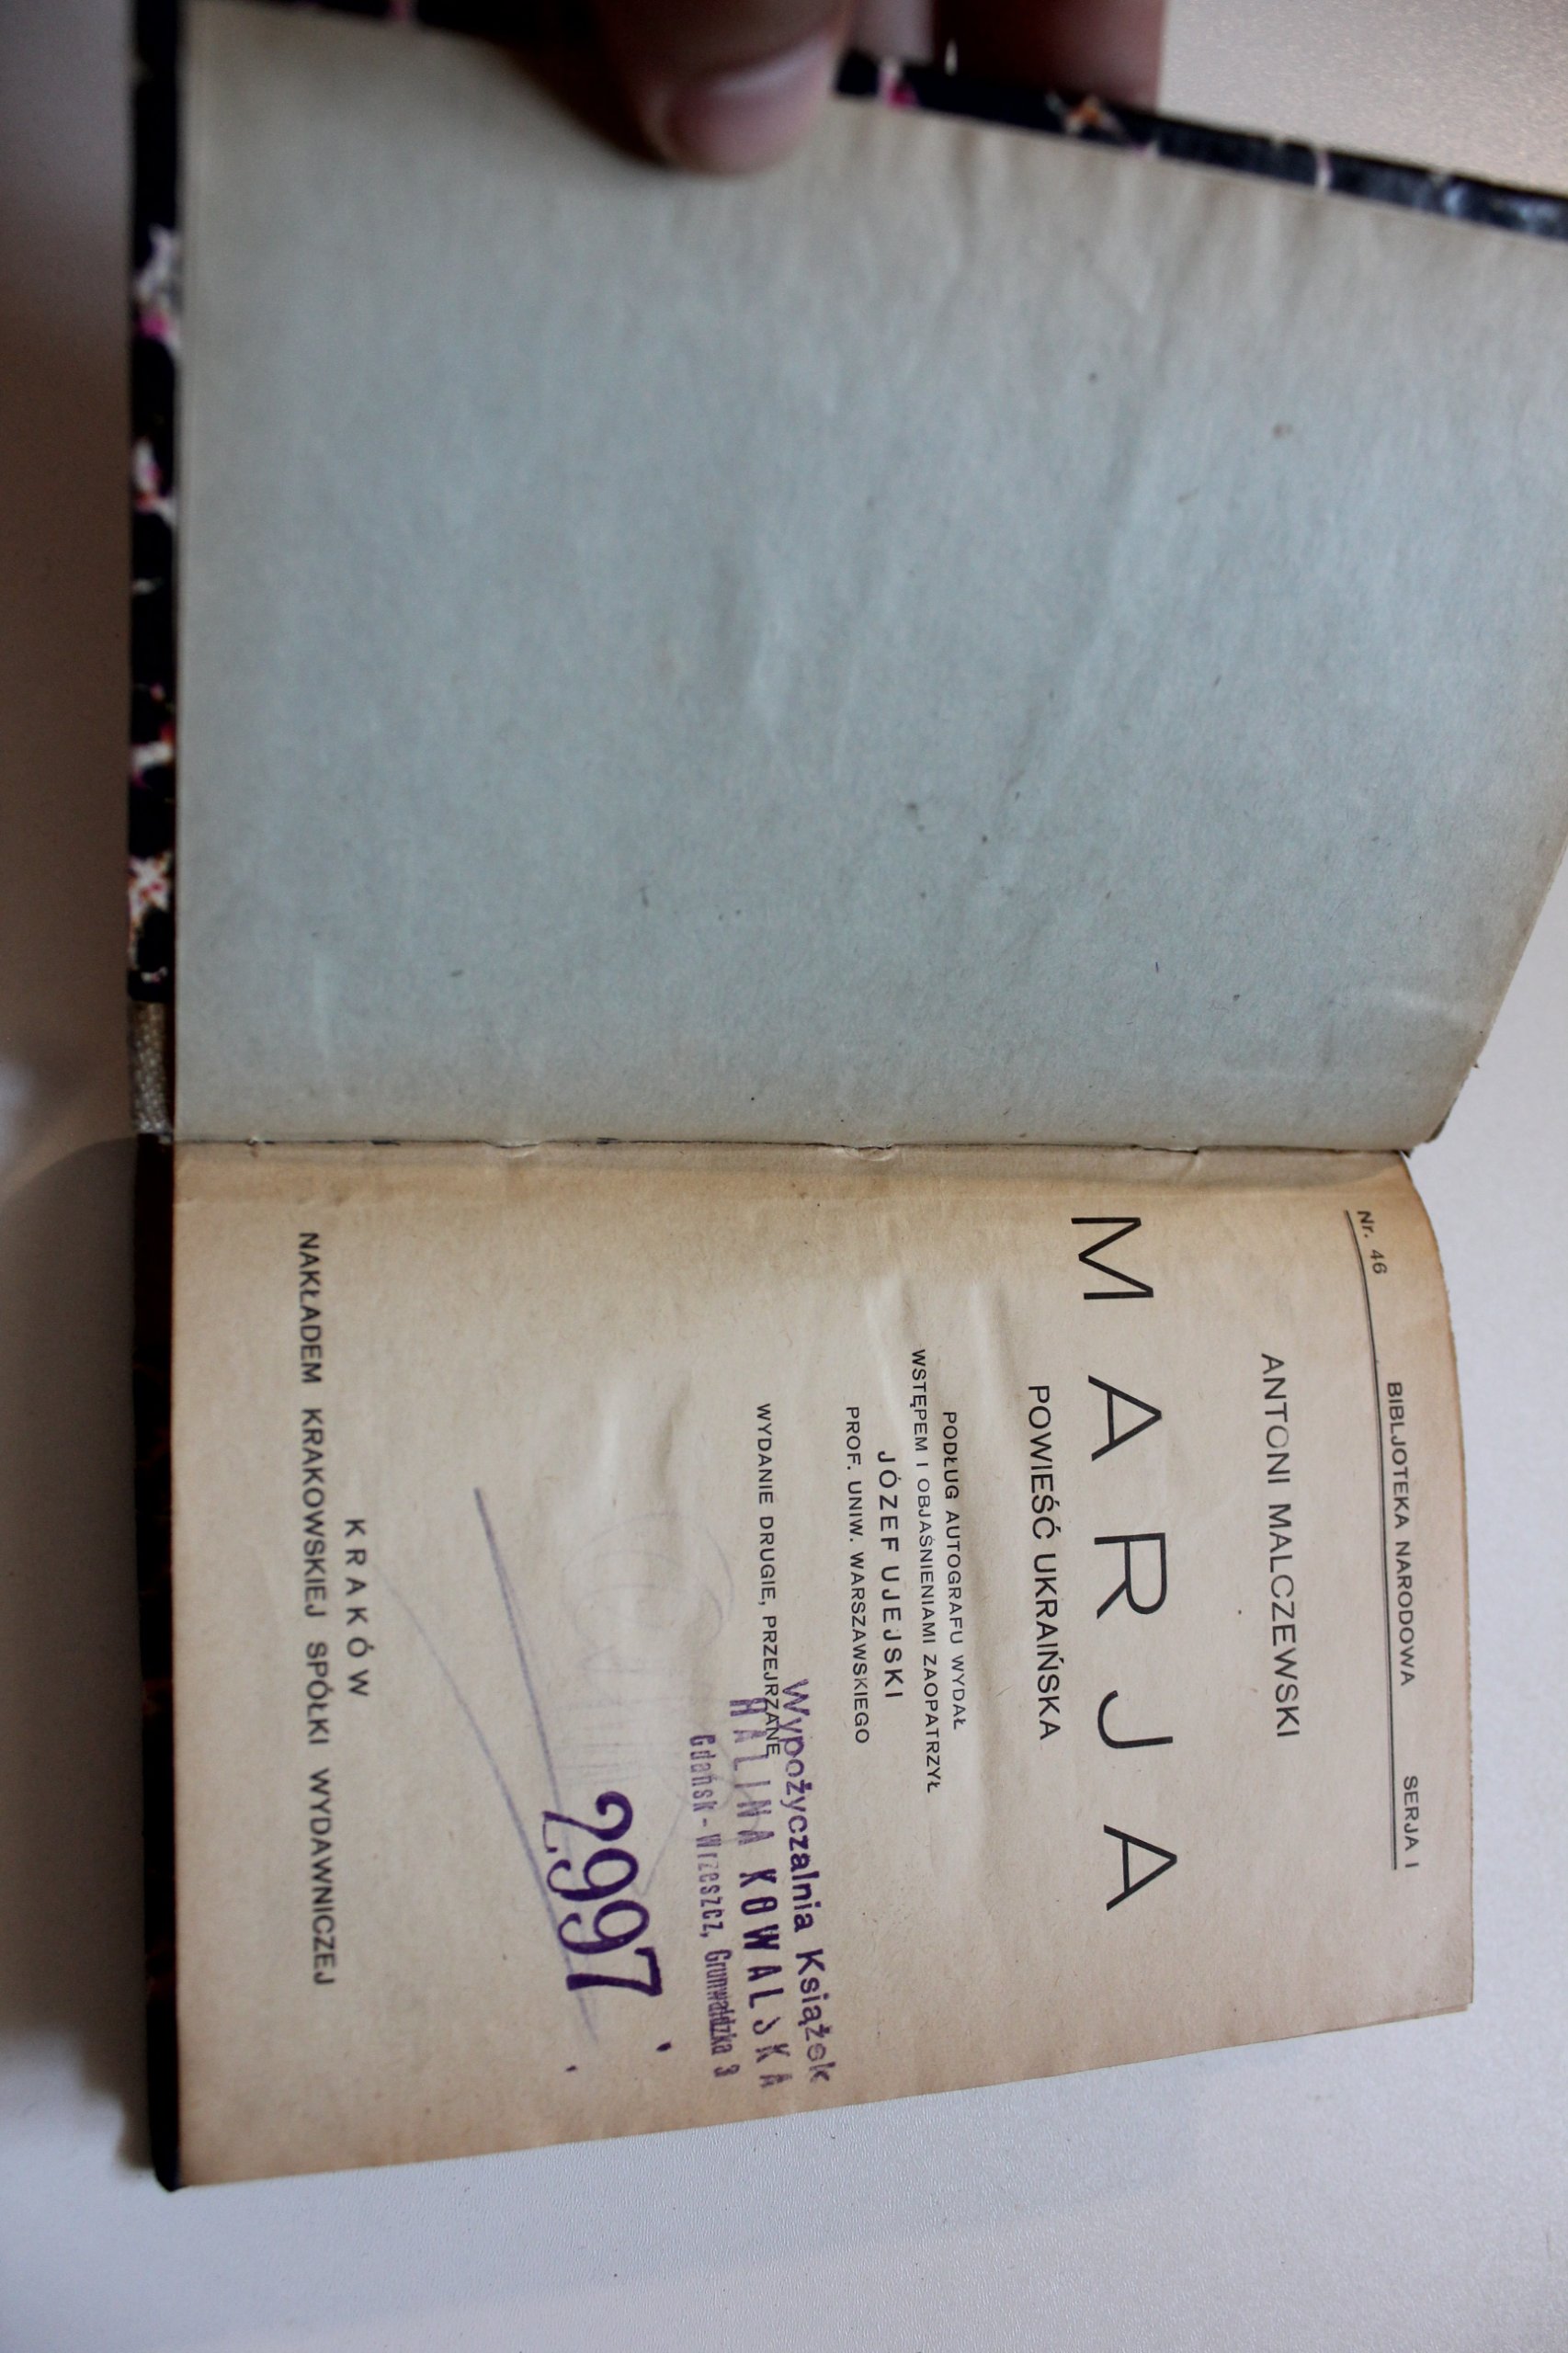 Nr. 46 BIBLJOTEKA NARODOWA SERJA I
ANTONI MALCZEWSKI
MARJA
POWIEŚĆ UKRAIŃSKA
PODŁUG AUTOGRAFU WYDAŁ
WSTĘPEM I OBJAŚNIENIAMI ZAOPATRZYŁ
JÓZEF UJEJSKI
PROF. UNIW. WARSZAWSKIEGO
WYDANIE DRUGIE, PRZEJRZANE
Wypożyczalnia Książek
HALINA KOWALSKA
Gdańsk - Wrzeszcz, Grunwaldzka 3
2997
KRAKÓW
NAKŁADEM KRAKOWSKIEJ SPÓŁKI WYDAWNICZEJ